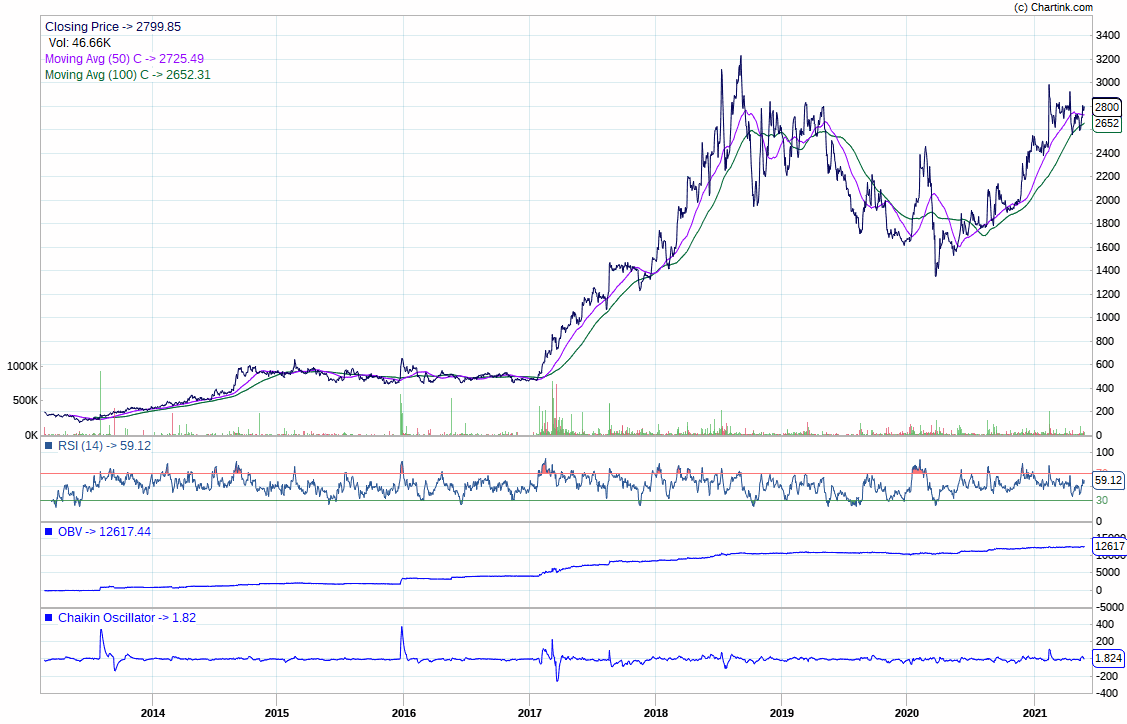 (c) Chartink.com
Closing Price -> 2799.85
Vol: 46.66K
Moving Avg (50) C -> 2725.49
Moving Avg (100) C -> 2652.31
3400
3200
3000
2800
2652
2400
2200
2000
1800
1600
1400
1200
1000
800
600
400
200
0
1000K
500K
0K
RSI (14) -> 59.12
100
70
59.12
30
0
OBV -> 12617.44
15000
12617
10000
5000
0
-5000
Chaikin Oscillator -> 1.82
400
200
1.824
-200
-400
2014 2015 2016 2017 2018 2019 2020 2021